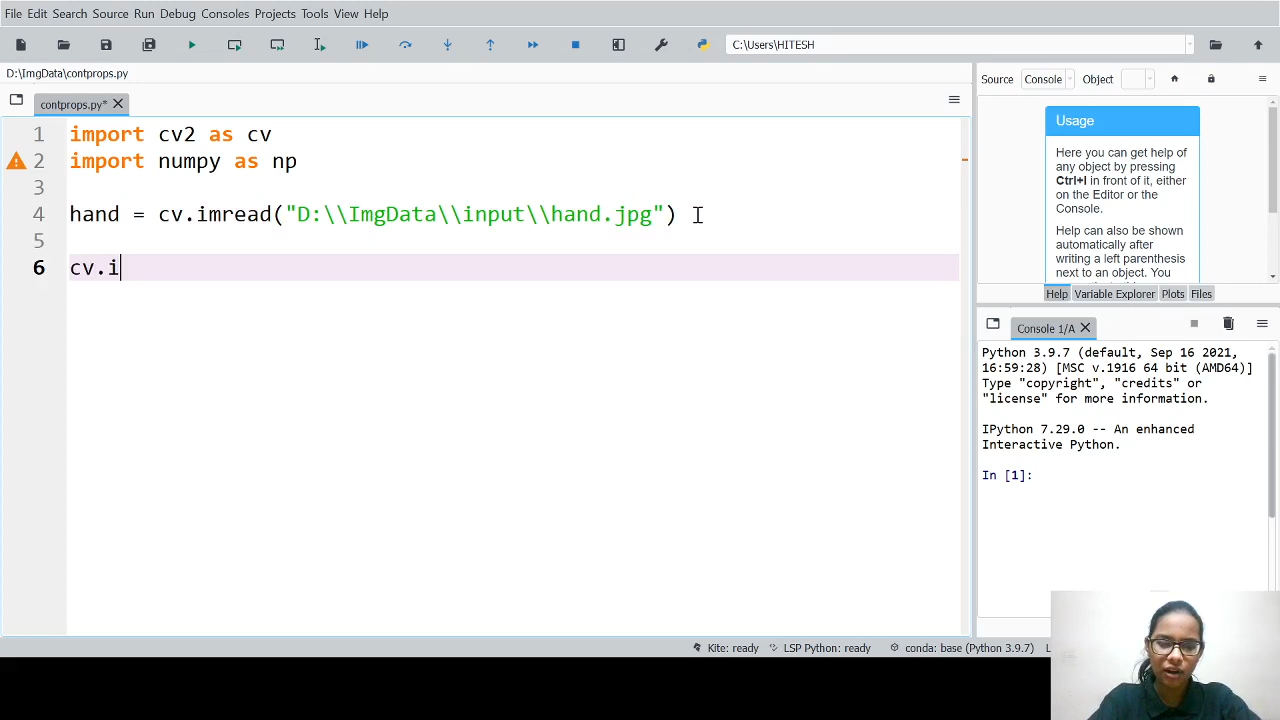 File Edit Search Source Run Debug Consoles Projects Tools View Help
C:\Users\HITESH
D:\ImgData\contprops.py
contprops.py*
1 import cv2 as cv
2 import numpy as np
3
4 hand = cv.imread("D:\\ImgData\\input\\hand.jpg")
5
6 cv.i
Source Console Object
Usage
Here you can get help of
any object by pressing
Ctrl+I in front of it, either
on the Editor or the
Console.
Help can also be shown
automatically after
writing a left parenthesis
next to an object. You
Help Variable Explorer Plots Files
Console 1/A
Python 3.9.7 (default, Sep 16 2021,
16:59:28) [MSC v.1916 64 bit (AMD64)]
Type "copyright", "credits" or
"license" for more information.
IPython 7.29.0 -- An enhanced
Interactive Python.
In [1]:
Kite: ready LSP Python: ready conda: base (Python 3.9.7)